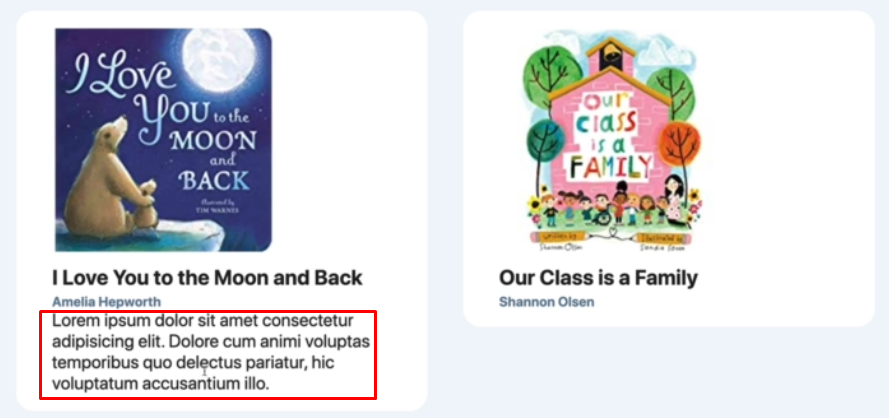 I Love
You to the
MOON
and
BACK
Illustrated by
TIM WARNES
I Love You to the Moon and Back
Amelia Hepworth
Lorem ipsum dolor sit amet consectetur
adipisicing elit. Dolore cum animi voluptas
temporibus quo delectus pariatur, hic
voluptatum accusantium illo.
Our
class
is a
FAMILY
written by
Shannon Olsen
Illustrated by
Our Class is a Family
Shannon Olsen